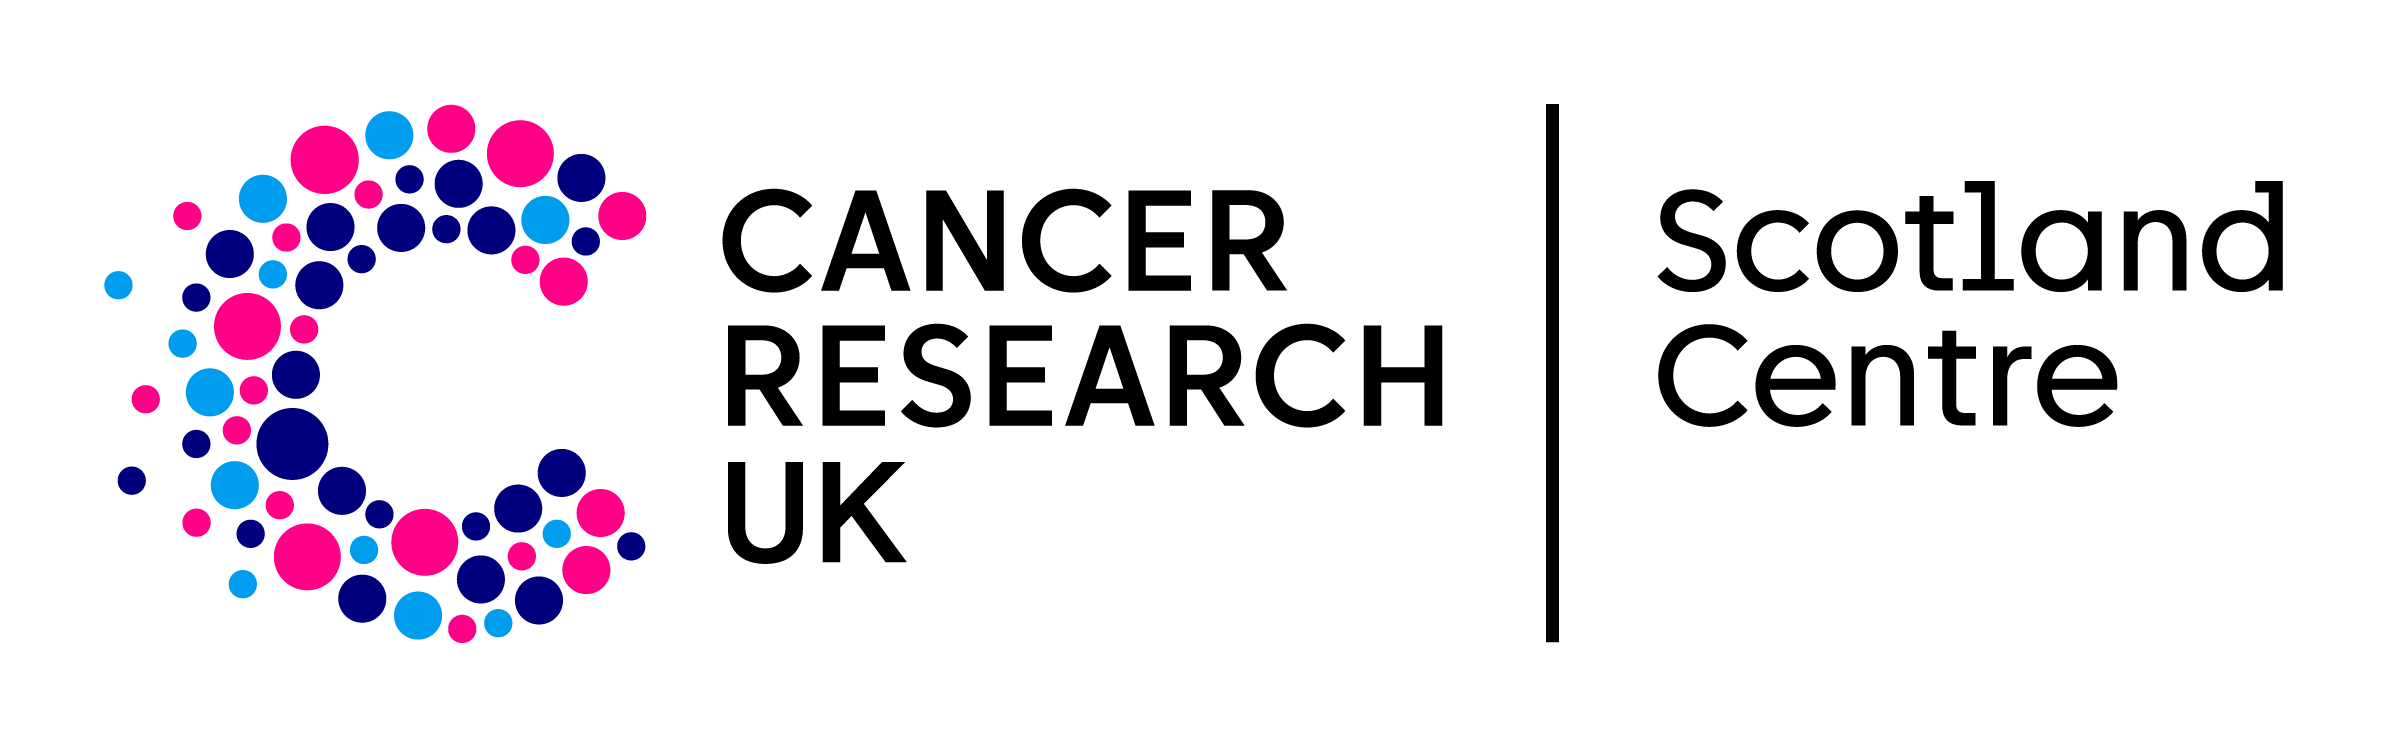 CANCER
RESEARCH
UK
Scotland
Centre